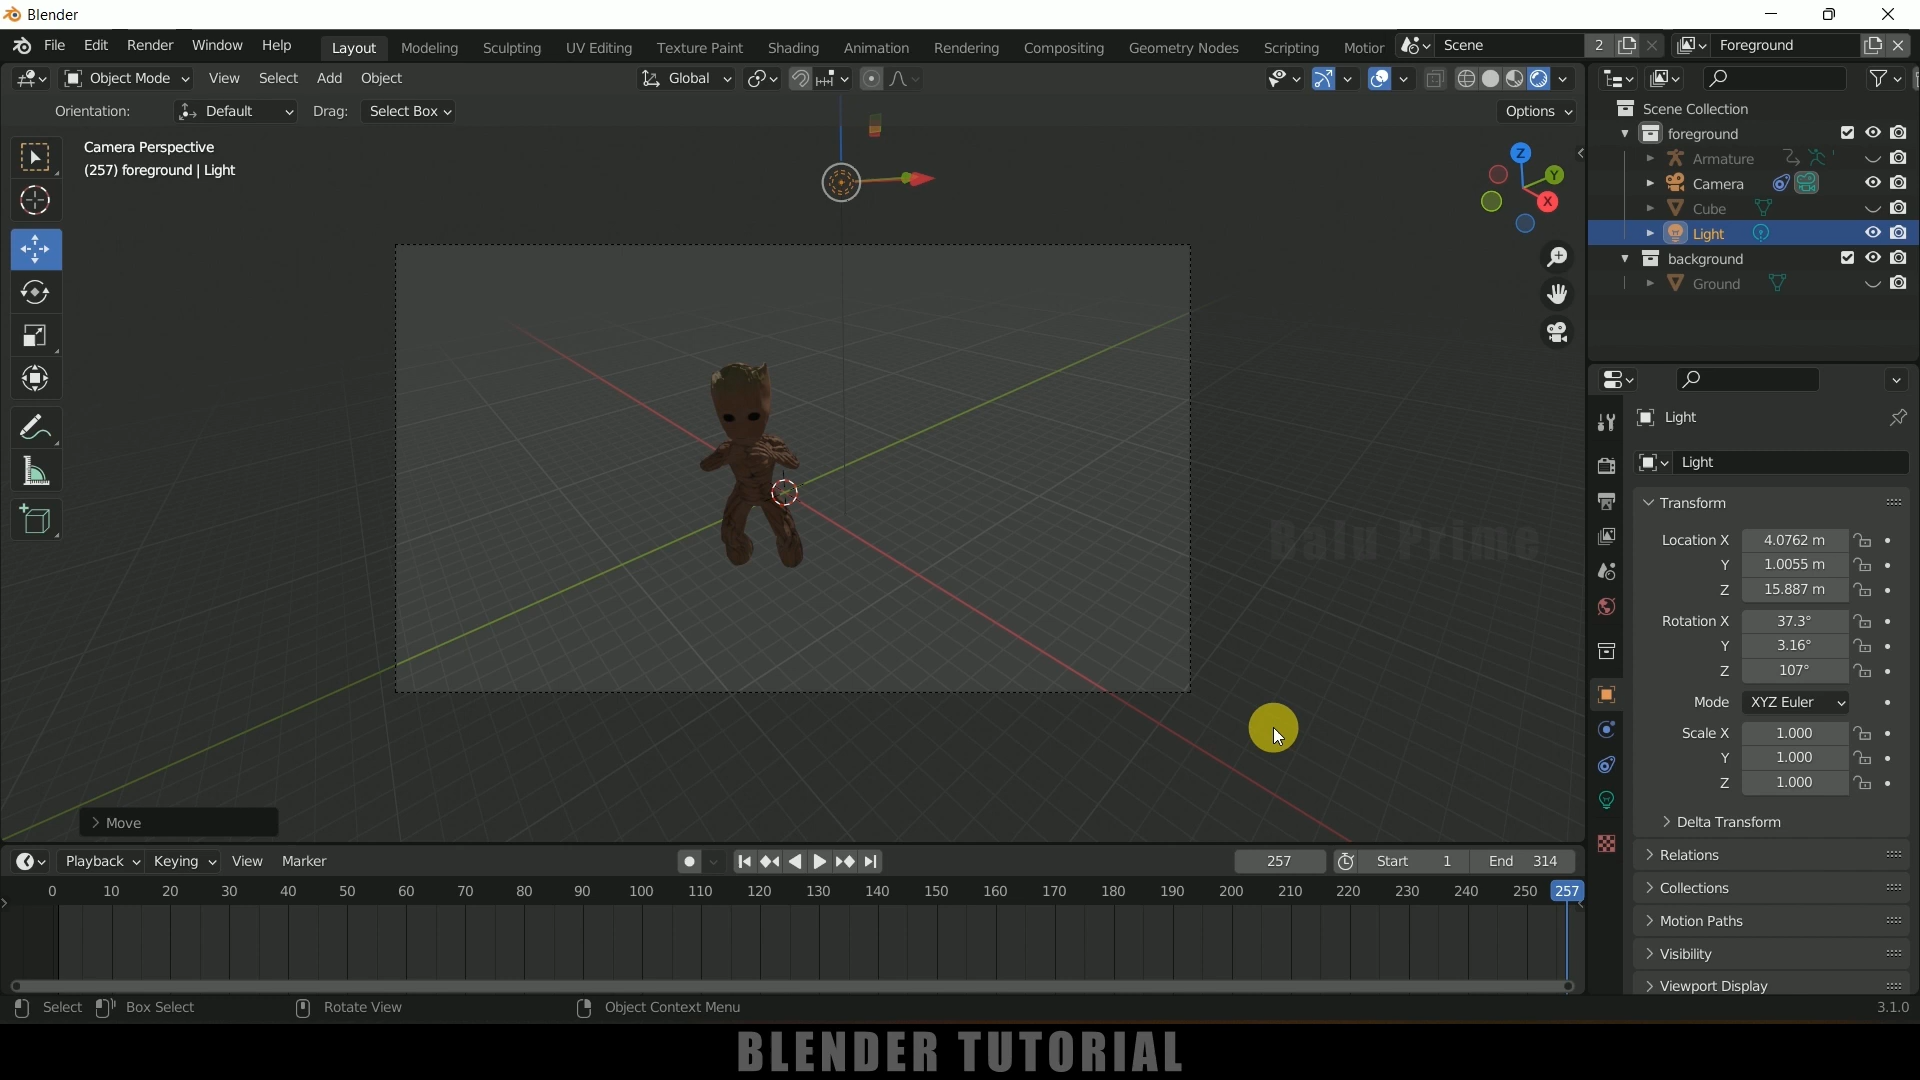 Blender
File Edit Render Window Help Layout Modeling Sculpting UV Editing Texture Paint Shading Animation Rendering Compositing Geometry Nodes Scripting Motior Scene 2 Foreground
Object Mode View Select Add Object Global
Orientation: Default Drag: Select Box Options
Camera Perspective
(257) foreground | Light
Z
Y
X
Scene Collection
foreground
Armature
Camera
Cube
Light
background
Ground
Light
Light
Transform
Location X 4.0762 m
Y 1.0055 m
Z 15.887 m
Rotation X 37.3°
Y 3.16°
Z 107°
Mode XYZ Euler
Scale X 1.000
Y 1.000
Z 1.000
Delta Transform
Relations
Collections
Motion Paths
Visibility
Viewport Display
Ralu Prime
Move
Playback Keying View Marker 257 Start 1 End 314
0 10 20 30 40 50 60 70 80 90 100 110 120 130 140 150 160 170 180 190 200 210 220 230 240 250 257
Select Box Select Rotate View Object Context Menu 3.1.0
BLENDER TUTORIAL